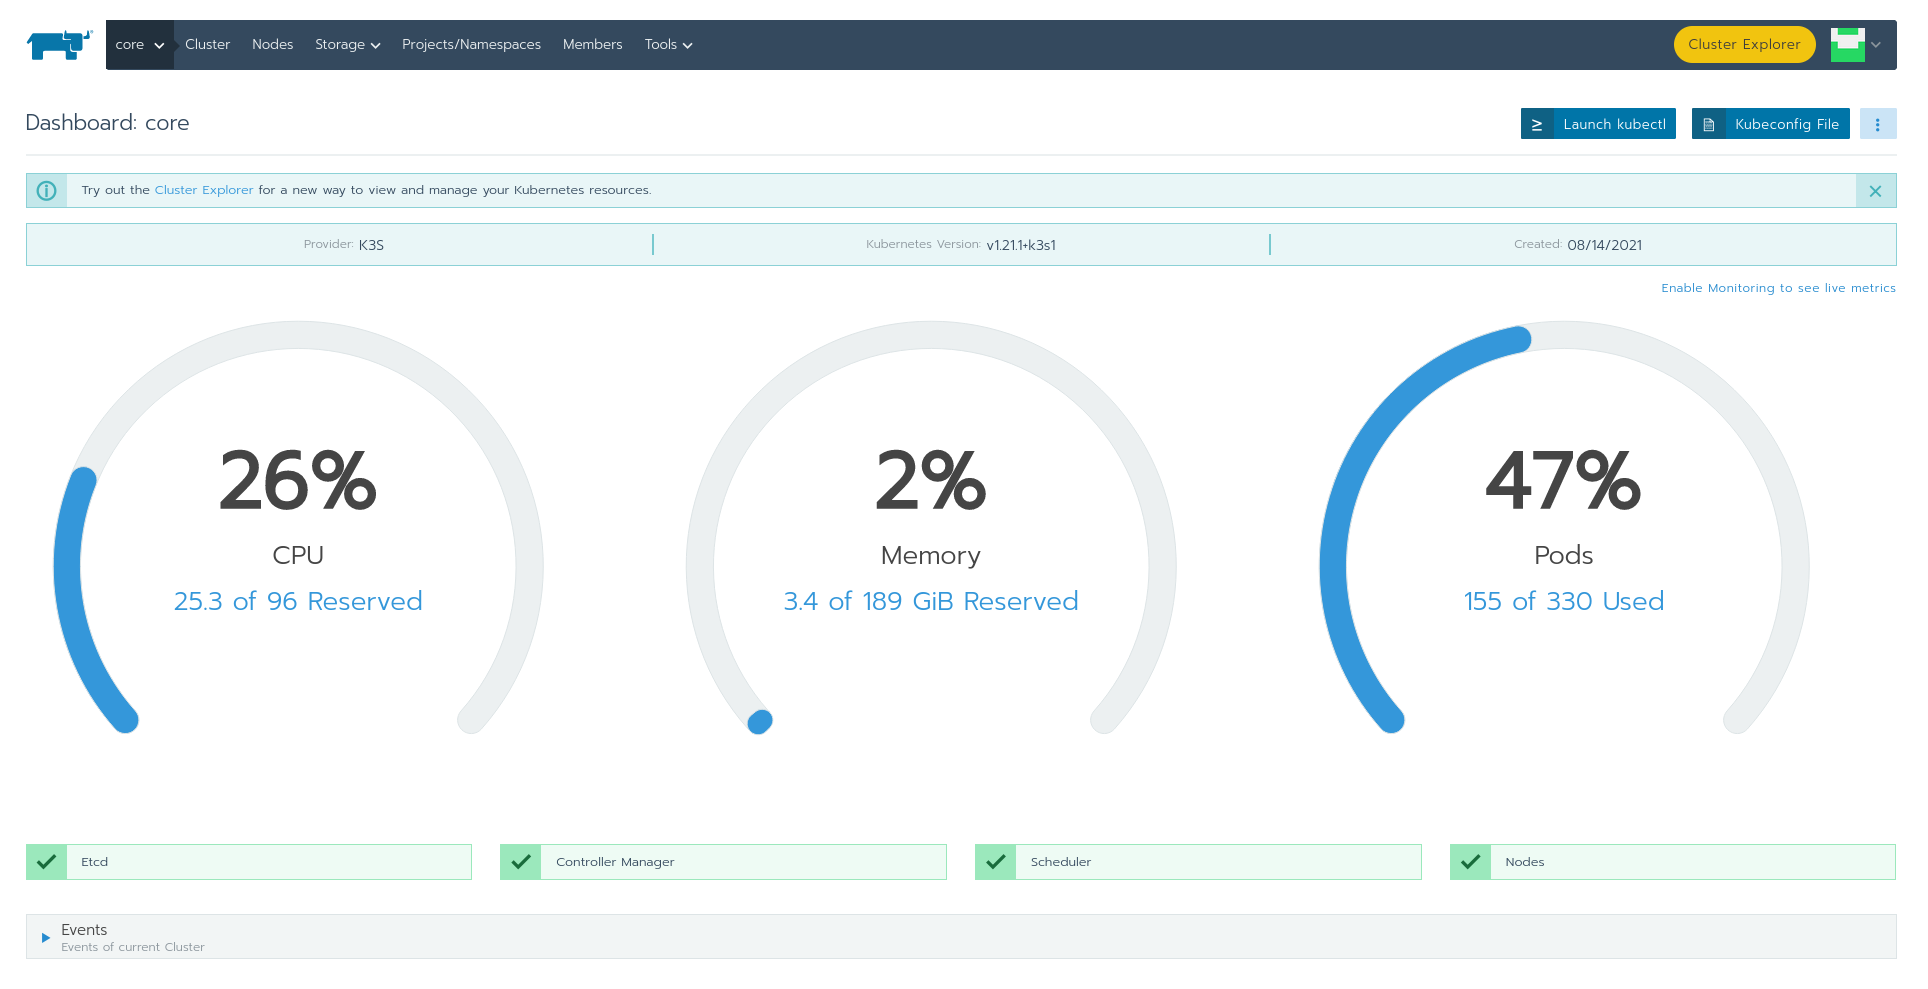 core Cluster Nodes Storage Projects/Namespaces Members Tools Cluster Explorer
Dashboard: core
Launch kubectl Kubeconfig File
Try out the Cluster Explorer for a new way to view and manage your Kubernetes resources.
Provider: K3S Kubernetes Version: v1.21.1+k3s1 Created: 08/14/2021
Enable Monitoring to see live metrics
26%
CPU
25.3 of 96 Reserved
2%
Memory
3.4 of 189 GiB Reserved
47%
Pods
155 of 330 Used
Etcd
Controller Manager
Scheduler
Nodes
Events
Events of current Cluster